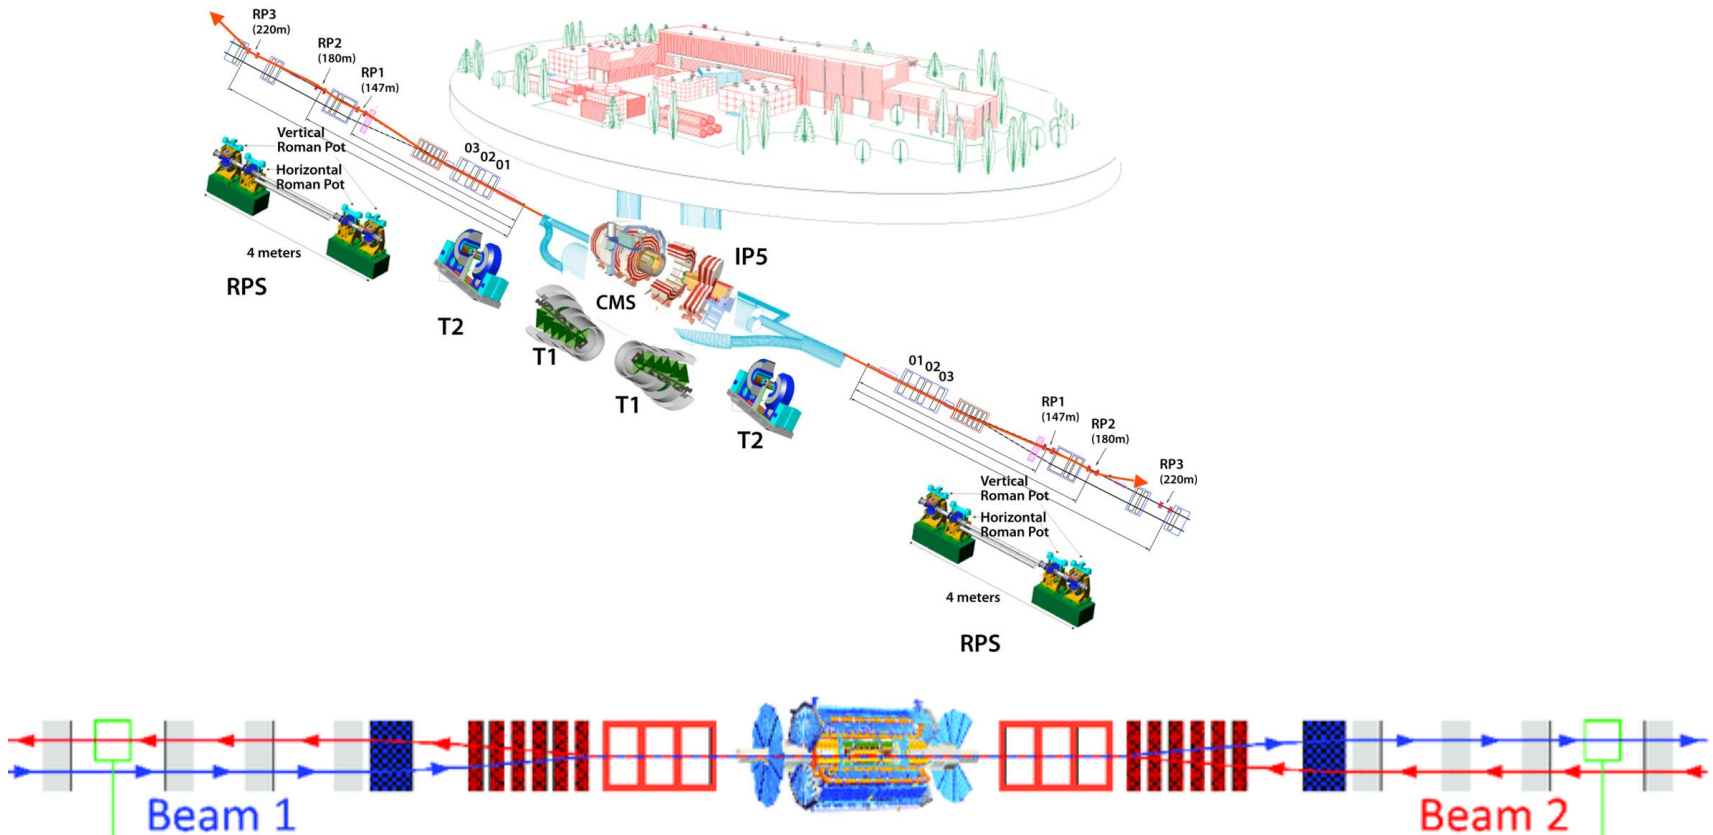 RP3
(220m)
RP2
(180m)
RP1
(147m)
Vertical
Roman Pot
Horizontal
Roman Pot
03
02
01
4 meters
RPS
T2
T1
CMS
IP5
T1
T2
01
02
03
RP1
(147m)
RP2
(180m)
RP3
(220m)
Vertical
Roman Pot
Horizontal
Roman Pot
4 meters
RPS
Beam 1
Beam 2